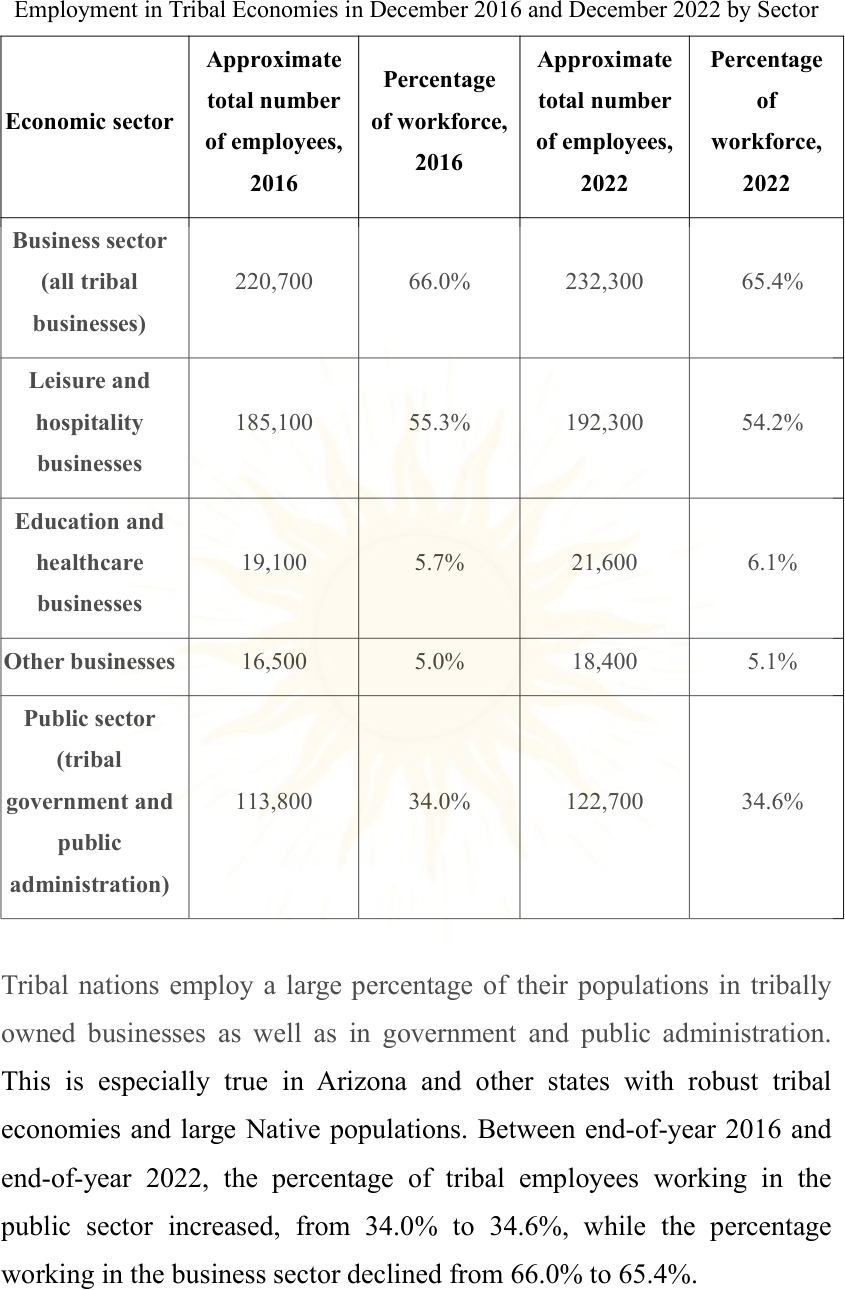 Employment in Tribal Economies in December 2016 and December 2022 by Sector
Economic sector
Approximate
total number
of employees,
2016
Percentage
of workforce,
2016
Approximate
total number
of employees,
2022
Percentage
of
workforce,
2022
Business sector
(all tribal
businesses)
220,700
66.0%
232,300
65.4%
Leisure and
hospitality
businesses
185,100
55.3%
192,300
54.2%
Education and
healthcare
businesses
19,100
5.7%
21,600
6.1%
Other businesses
16,500
5.0%
18,400
5.1%
Public sector
(tribal
government and
public
administration)
113,800
34.0%
122,700
34.6%
Tribal nations employ a large percentage of their populations in tribally
owned businesses as well as in government and public administration.
This is especially true in Arizona and other states with robust tribal
economies and large Native populations. Between end-of-year 2016 and
end-of-year 2022, the percentage of tribal employees working in the
public sector increased, from 34.0% to 34.6%, while the percentage
working in the business sector declined from 66.0% to 65.4%.